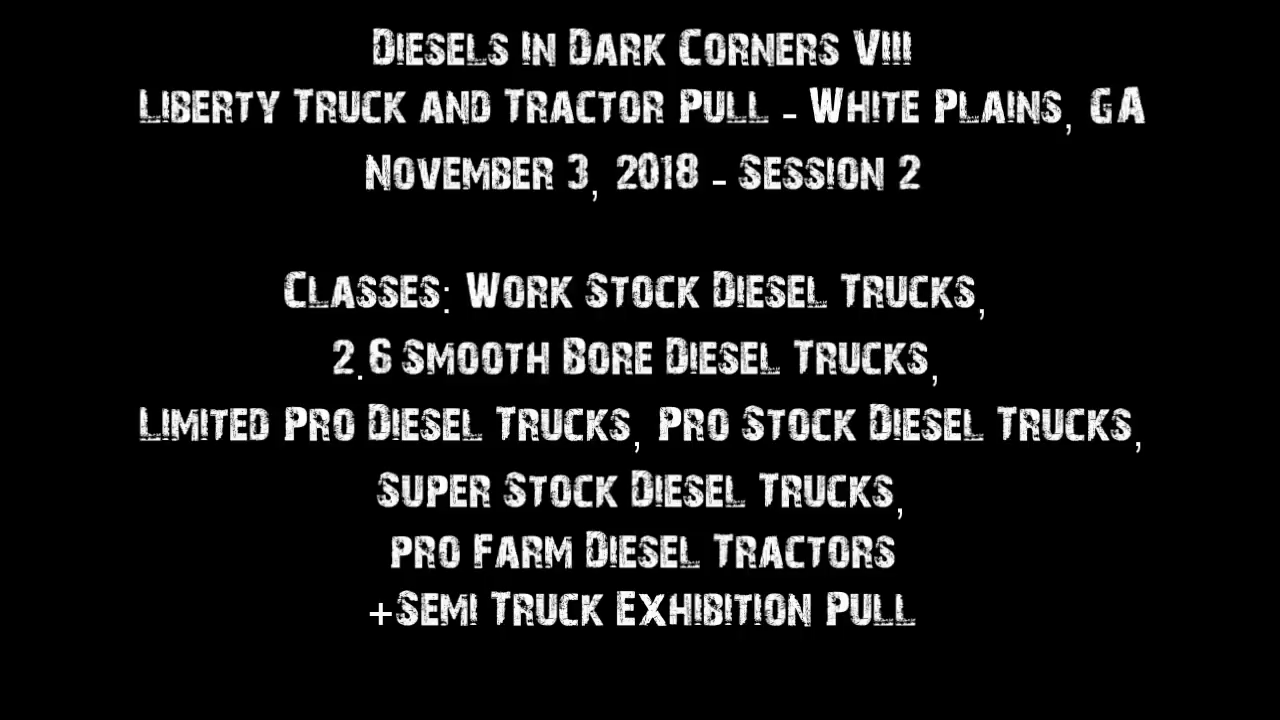 Diesels In Dark Corners VIII
Liberty Truck and Tractor Pull - White Plains, GA
November 3, 2018 - Session 2
Classes: Work Stock Diesel Trucks,
2.6 Smooth Bore Diesel Trucks,
Limited Pro Diesel Trucks, Pro Stock Diesel Trucks,
Super Stock Diesel Trucks,
Pro Farm Diesel Tractors
+Semi Truck Exhibition Pull